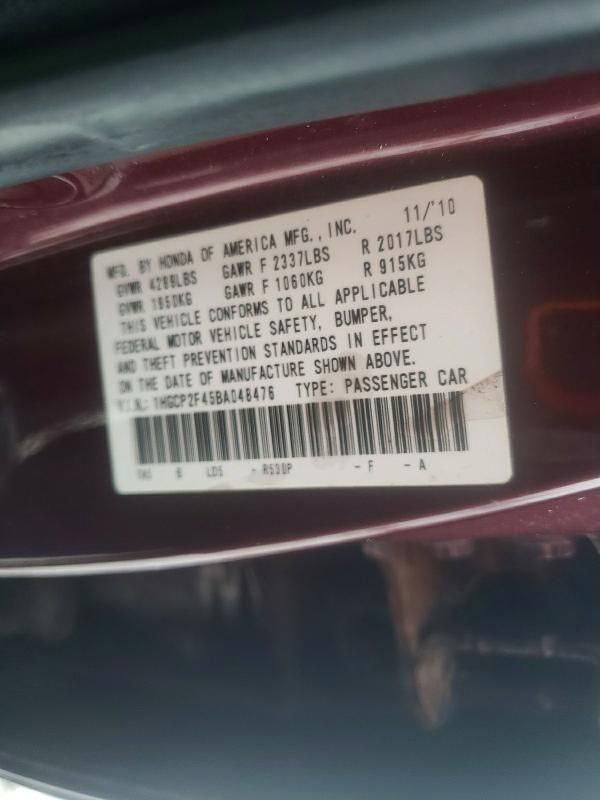 MFD. BY HONDA OF AMERICA MFG., INC. 11/'10
GVWR 4299LBS GAWR F 2337LBS R 2017LBS
GVWR 1950KG GAWR F 1060KG R 915KG
THIS VEHICLE CONFORMS TO ALL APPLICABLE
FEDERAL MOTOR VEHICLE SAFETY, BUMPER,
AND THEFT PREVENTION STANDARDS IN EFFECT
ON THE DATE OF MANUFACTURE SHOWN ABOVE.
V.I.N.: 1HGCP2F45BA048476 TYPE: PASSENGER CAR
R530P - F - A